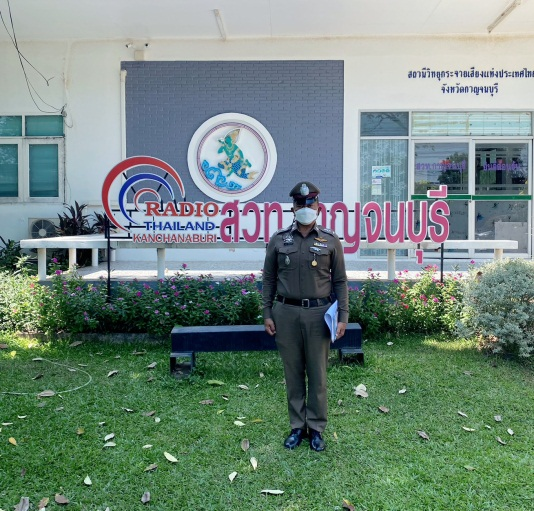 สถานีวิทยุกระจายเสียงแห่งประเทศไทย
จังหวัดกาญจนบุรี
RADIO
THAILAND
KANCHANABURI
สวท.กาญจนบุรี